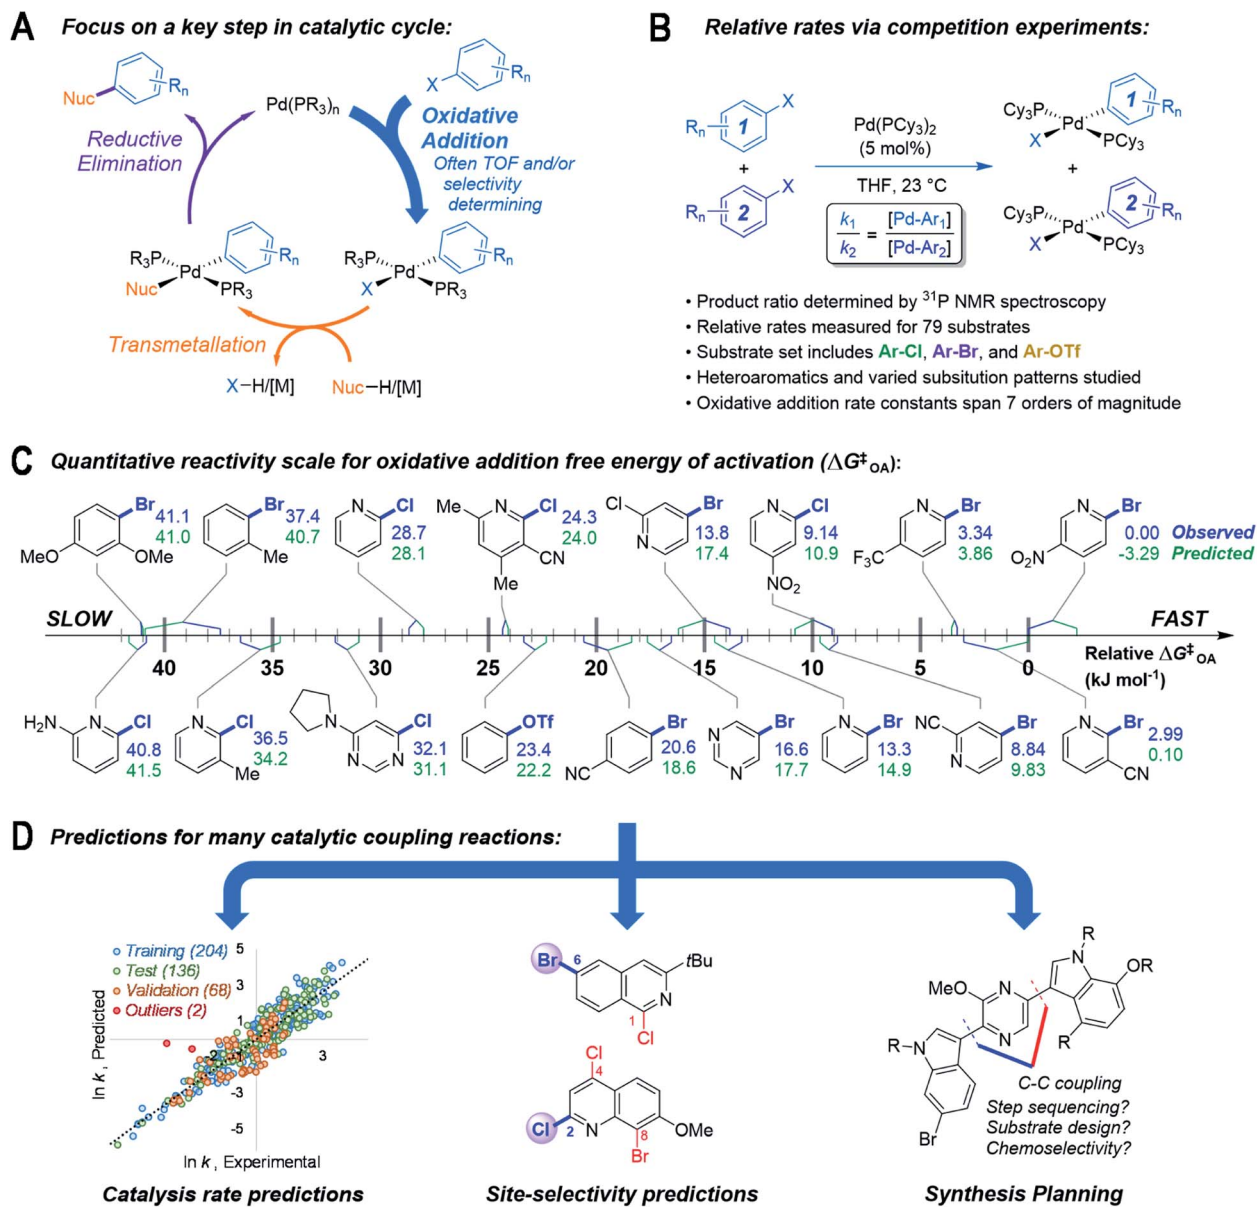 A Focus on a key step in catalytic cycle:
X
Rn
Nuc
Rn
Pd(PR3)n
Oxidative
Addition
Often TOF and/or
selectivity
determining
Reductive
Elimination
R3P
Pd
Rn
Nuc
PR3
R3P
Pd
Rn
X
PR3
Transmetallation
X–H/[M]
Nuc–H/[M]
B Relative rates via competition experiments:
X
Rn
1
+
X
Rn
2
Pd(PCy3)2
(5 mol%)
THF, 23 °C
k1 / k2 = [Pd-Ar1] / [Pd-Ar2]
Cy3P
1
Pd
Rn
X
PCy3
+
Cy3P
2
Pd
Rn
X
PCy3
• Product ratio determined by 31P NMR spectroscopy
• Relative rates measured for 79 substrates
• Substrate set includes Ar-Cl, Ar-Br, and Ar-OTf
• Heteroaromatics and varied subsitution patterns studied
• Oxidative addition rate constants span 7 orders of magnitude
C Quantitative reactivity scale for oxidative addition free energy of activation (ΔG‡OA):
Br
41.1
41.0
MeO
OMe
Br
37.4
40.7
Me
N
Cl
28.7
28.1
Me
N
Cl
24.3
24.0
CN
Me
Cl
Br
13.8
17.4
N
N
Cl
9.14
10.9
NO2
N
Br
3.34
3.86
F3C
N
Br
0.00 Observed
-3.29 Predicted
O2N
SLOW
FAST
40 35 30 25 20 15 10 5 0
Relative ΔG‡OA
(kJ mol-1)
H2N
N
Cl
40.8
41.5
N
Cl
36.5
34.2
Me
N
Cl
32.1
31.1
N
N
OTf
23.4
22.2
Br
20.6
18.6
NC
Br
16.6
17.7
N
N
N
Br
13.3
14.9
CN
Br
8.84
9.83
N
N
Br
2.99
0.10
CN
D Predictions for many catalytic coupling reactions:
Training (204)
Test (136)
Validation (68)
Outliers (2)
ln k, Predicted
5
3
1
-2
-1
3
-3
-5
ln k, Experimental
Catalysis rate predictions
Br
6
tBu
N
1
Cl
Cl
4
Cl
2
N
8
OMe
Br
Site-selectivity predictions
R
N
OR
MeO
N
R
N
R
N
Br
C-C coupling
Step sequencing?
Substrate design?
Chemoselectivity?
Synthesis Planning